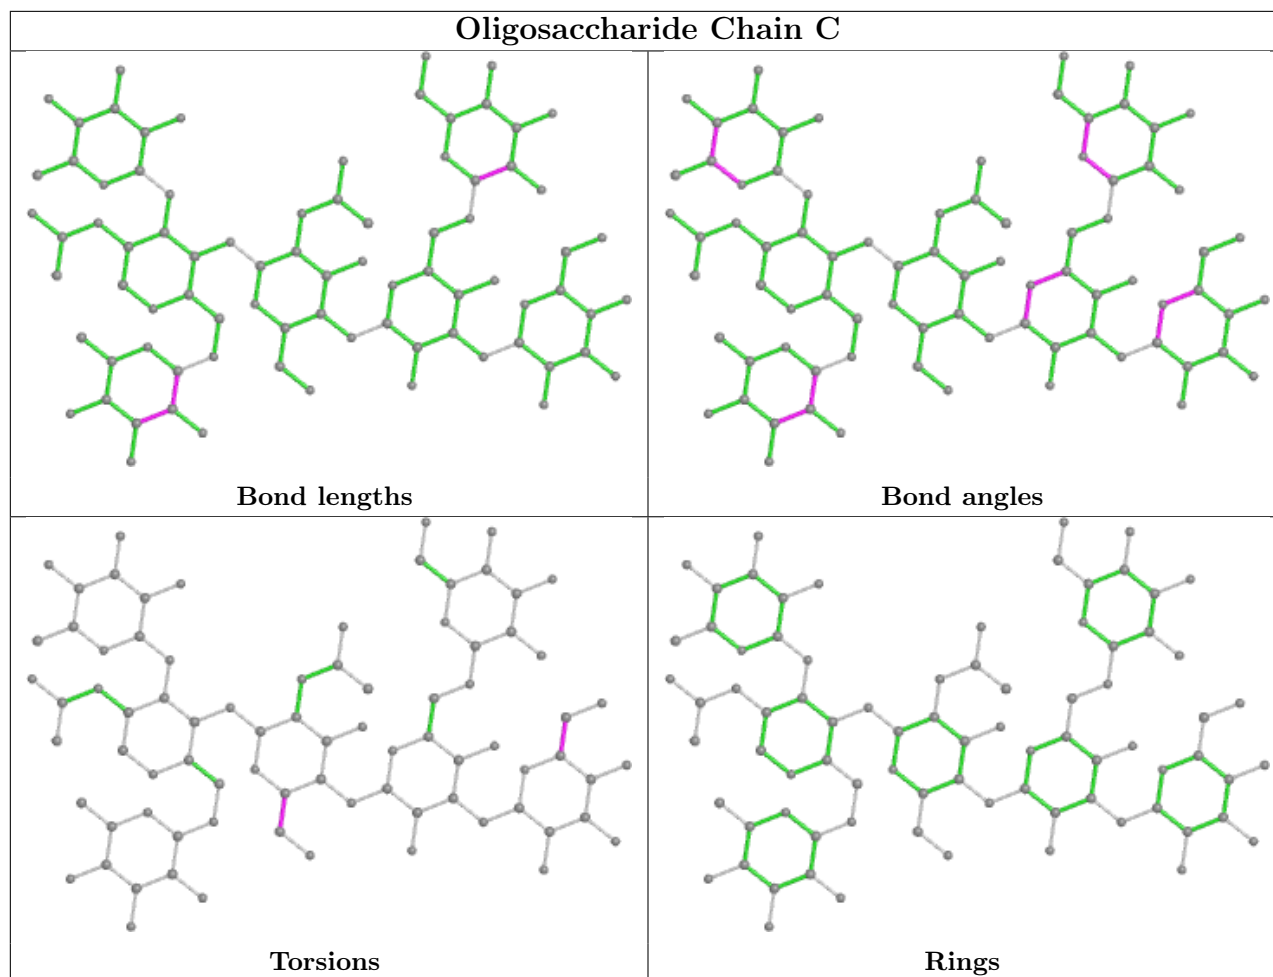 Oligosaccharide Chain C
Bond lengths
Bond angles
Torsions
Rings